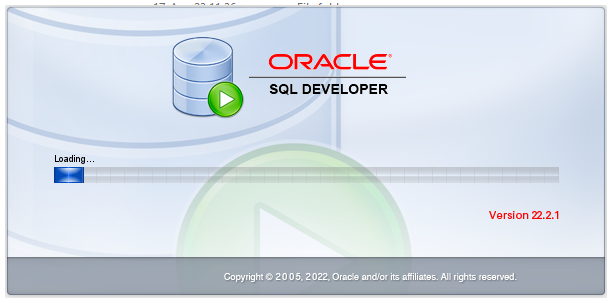 ORACLE
SQL DEVELOPER
Loading...
Version 22.2.1
Copyright © 2005, 2022, Oracle and/or its affiliates. All rights reserved.